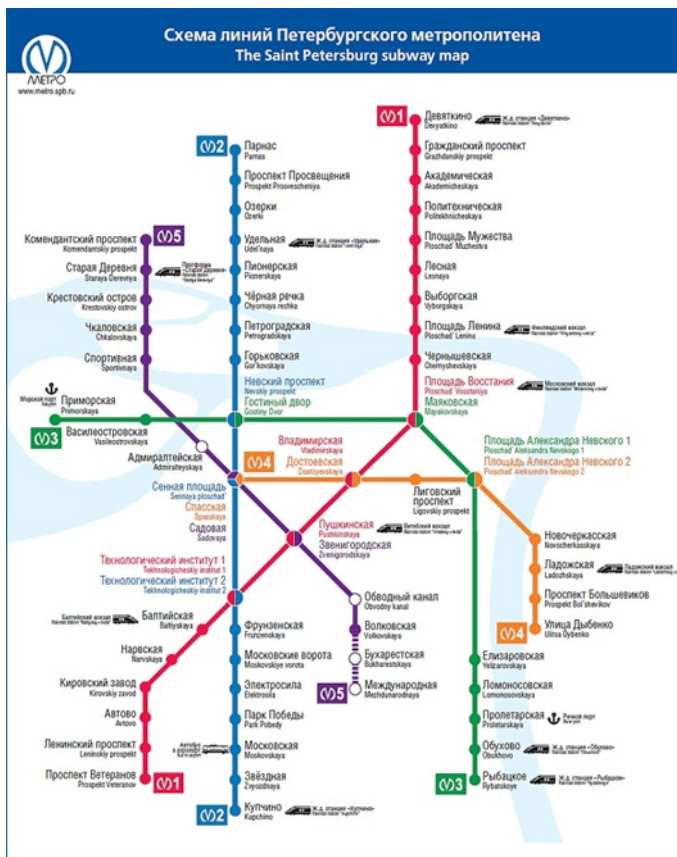 Схема линий Петербургского метрополитена
The Saint Petersburg subway map
МЕТРО
www.metro.spb.ru
1
Девяткино
Devyatkino
Ж.д. станция «Девяткино»
Гражданский проспект
Grazhdanskiy prospekt
Академическая
Akademicheskaya
Политехническая
Politekhnicheskaya
Площадь Мужества
Ploschad' Muzhestva
Лесная
Lesnaya
Выборгская
Vyborgskaya
Площадь Ленина
Ploschad' Lenina
Финляндский вокзал
Чернышевская
Chernyshevskaya
Площадь Восстания
Ploschad' Vosstaniya
Московский вокзал
Маяковская
Mayakovskaya
2
Парнас
Parnas
Проспект Просвещения
Prospekt Prosvescheniya
Озерки
Ozerki
Удельная
Udel'naya
Ж.д. станция «Удельная»
Пионерская
Pionerskaya
Чёрная речка
Chyornaya rechka
Петроградская
Petrogradskaya
Горьковская
Gor'kovskaya
Невский проспект
Nevskiy prospekt
Гостиный двор
Gostiny Dvor
5
Комендантский проспект
Komendantskiy prospekt
Старая Деревня
Staraya Derevnya
Платформа
«Старая Деревня»
Крестовский остров
Krestovskiy ostrov
Чкаловская
Chkalovskaya
Спортивная
Sportivnaya
Морской порт
Приморская
Primorskaya
3
Василеостровская
Vasileostrovskaya
Адмиралтейская
Admiralteyskaya
4
Владимирская
Vladimirskaya
Достоевская
Dostoyevskaya
Лиговский
проспект
Ligovskiy prospekt
Площадь Александра Невского 1
Ploschad' Aleksandra Nevskogo 1
Площадь Александра Невского 2
Ploschad' Aleksandra Nevskogo 2
Сенная площадь
Sennaya ploschad'
Спасская
Spasskaya
Садовая
Sadovaya
Пушкинская
Pushkinskaya
Витебский вокзал
Звенигородская
Zvenigorodskaya
Новочеркасская
Novocherkasskaya
Ладожская
Ladozhskaya
Ладожский вокзал
Проспект Большевиков
Prospekt Bol'shevikov
Улица Дыбенко
Ulitsa Dybenko
4
Технологический институт 1
Tekhnologicheskiy institut 1
Технологический институт 2
Tekhnologicheskiy institut 2
Обводный канал
Obvodny kanal
Волковская
Volkovskaya
Бухарестская
Bukharestskaya
Международная
Mezhdunarodnaya
5
Балтийский вокзал
Балтийская
Baltiyskaya
Нарвская
Narvskaya
Кировский завод
Kirovskiy zavod
Автово
Avtovo
Ленинский проспект
Leninskiy prospekt
Проспект Ветеранов
Prospekt Veteranov
1
Фрунзенская
Frunzenskaya
Московские ворота
Moskovskiye vorota
Электросила
Elektrosila
Парк Победы
Park Pobedy
Московская
Moskovskaya
Звёздная
Zvyozdnaya
2
Купчино
Kupchino
Ж.д. станция «Купчино»
Елизаровская
Yelizarovskaya
Ломоносовская
Lomonosovskaya
Пролетарская
Proletarskaya
Речной порт
Обухово
Obukhovo
Ж.д. станция «Обухово»
3
Рыбацкое
Rybatskoye
Ж.д. станция «Рыбацкое»